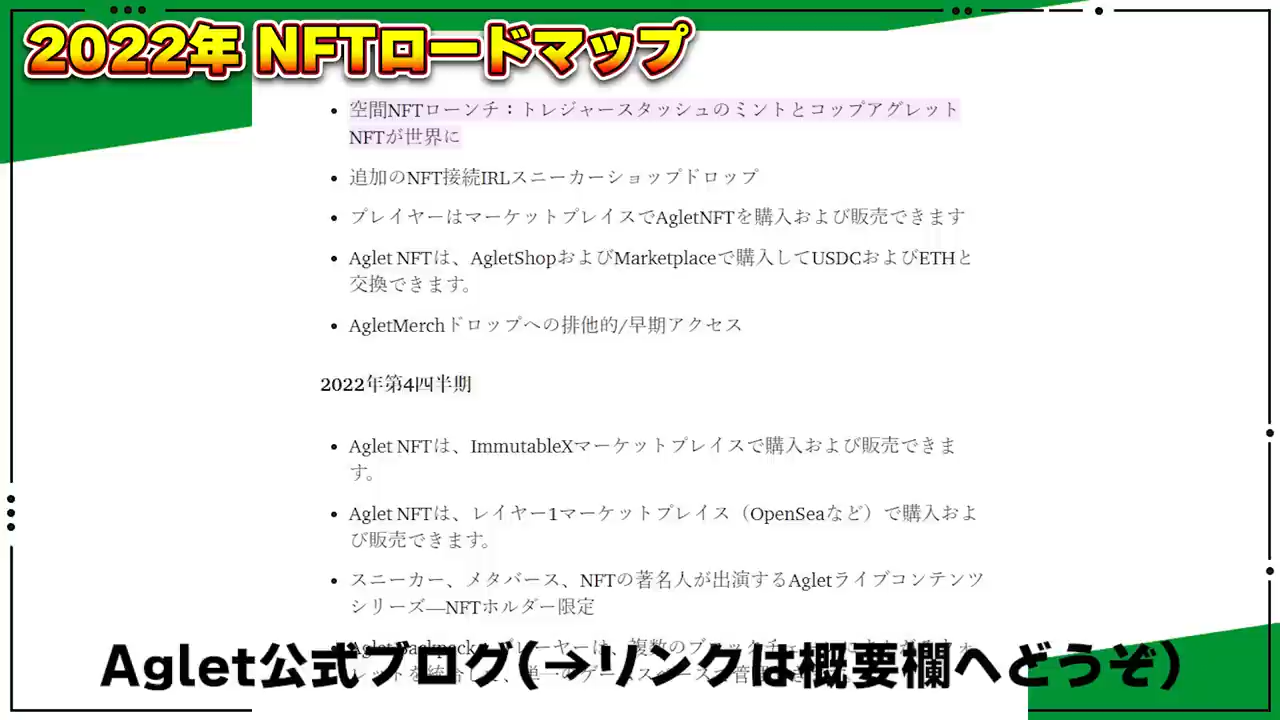 2022年 NFTロードマップ
• 空間NFTローンチ：トレジャースタッシュのミントとコップアグレット
NFTが世界に
• 追加のNFT接続IRLスニーカーショップドロップ
• プレイヤーはマーケットプレイスでAgletNFTを購入および販売できます
• Aglet NFTは、AgletShopおよびMarketplaceで購入してUSDCおよびETHと
交換できます。
• AgletMerchドロップへの排他的/早期アクセス
2022年第4四半期
• Aglet NFTは、ImmutableXマーケットプレイスで購入および販売できま
す。
• Aglet NFTは、レイヤー1マーケットプレイス（OpenSeaなど）で購入およ
び販売できます。
• スニーカー、メタバース、NFTの著名人が出演するAgletライブコンテンツ
シリーズ—NFTホルダー限定
Aglet公式ブログ(→リンクは概要欄へどうぞ)